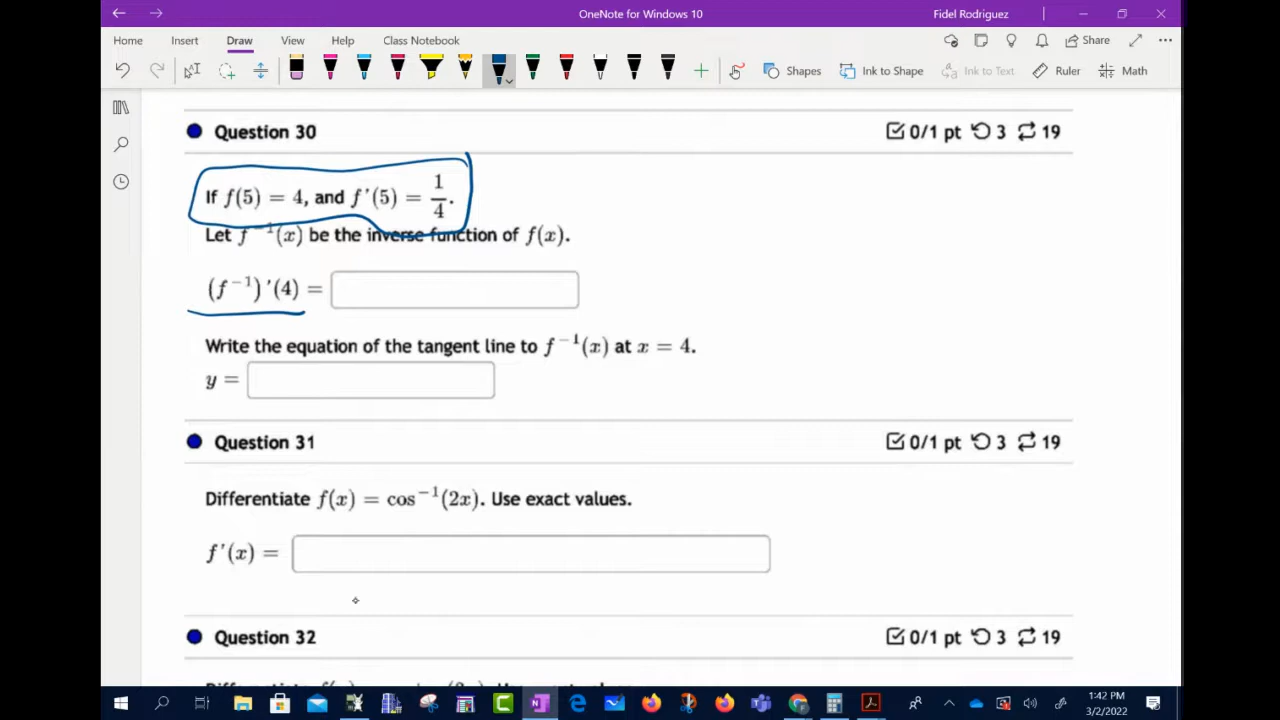 OneNote for Windows 10
Fidel Rodriguez
Home Insert Draw View Help Class Notebook
Share
Shapes Ink to Shape Ink to Text Ruler Math
Question 30
0/1 pt 3 19
If f(5) = 4, and f'(5) = 1/4.
Let f⁻¹(x) be the inverse function of f(x).
(f⁻¹)'(4) =
Write the equation of the tangent line to f⁻¹(x) at x = 4.
y =
Question 31
0/1 pt 3 19
Differentiate f(x) = cos⁻¹(2x). Use exact values.
f'(x) =
Question 32
0/1 pt 3 19
1:42 PM
3/2/2022